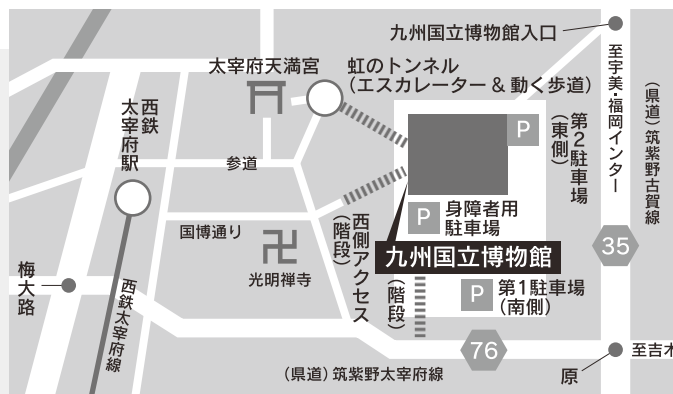 九州国立博物館入口
太宰府天満宮
虹のトンネル
（エスカレーター & 動く歩道）
至宇美・福岡インター
（県道）筑紫野古賀線
西鉄
太宰府駅
P
第2駐車場
（東側）
参道
P
身障者用
駐車場
国博通り
西側アクセス
（階段）
光明禅寺
九州国立博物館
35
梅大路
西鉄太宰府線
（階段）
P
第1駐車場
（南側）
76
至吉木
（県道）筑紫野太宰府線
原